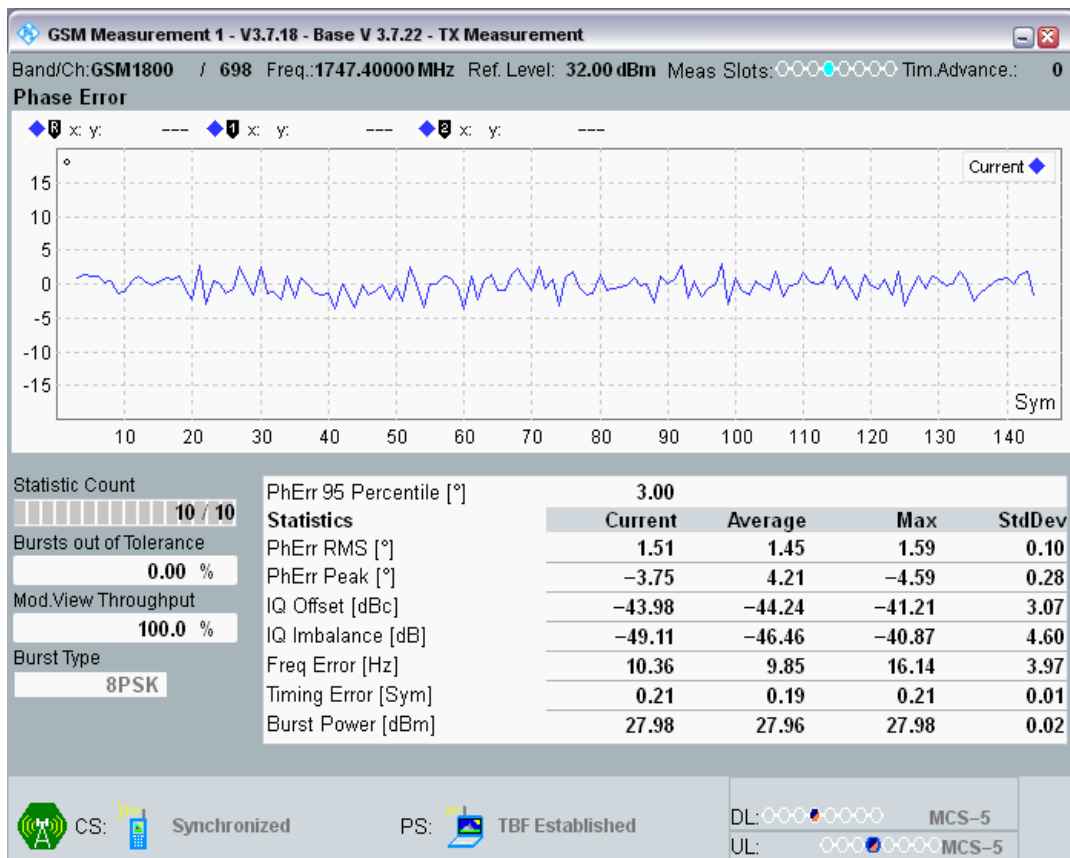 GSM Measurement 1 - V3.7.18 - Base V 3.7.22 - TX Measurement
Band/Ch:GSM1800 / 698 Freq.:1747.40000 MHz Ref. Level: 32.00 dBm Meas Slots: Tim.Advance.: 0
Phase Error
R x: y: --- 1 x: y: --- 2 x: y: ---
° Current
15
10
5
0
-5
-10
-15
Sym
10 20 30 40 50 60 70 80 90 100 110 120 130 140
Statistic Count
10 / 10
Bursts out of Tolerance
0.00 %
Mod.View Throughput
100.0 %
Burst Type
8PSK
PhErr 95 Percentile [°] 3.00
Statistics Current Average Max StdDev
PhErr RMS [°] 1.51 1.45 1.59 0.10
PhErr Peak [°] −3.75 4.21 −4.59 0.28
IQ Offset [dBc] −43.98 −44.24 −41.21 3.07
IQ Imbalance [dB] −49.11 −46.46 −40.87 4.60
Freq Error [Hz] 10.36 9.85 16.14 3.97
Timing Error [Sym] 0.21 0.19 0.21 0.01
Burst Power [dBm] 27.98 27.96 27.98 0.02
CS: Synchronized PS: TBF Established
DL: MCS−5
UL: MCS−5